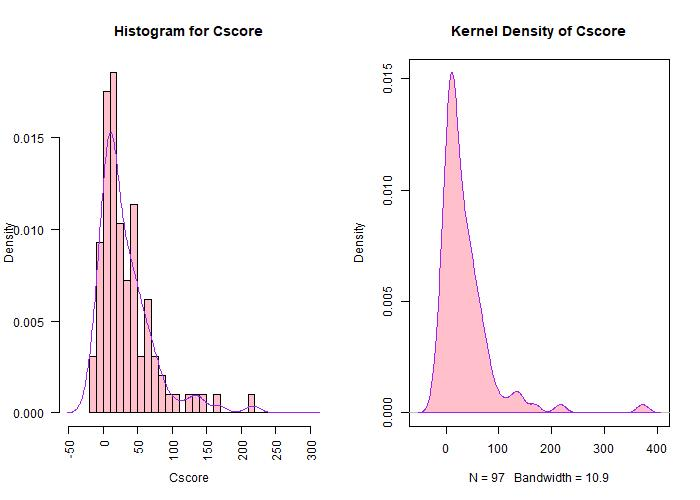 Histogram for Cscore
Density
0.015
0.010
0.005
0.000
-50 0 50 100 150 200 250 300
Cscore
Kernel Density of Cscore
Density
0.015
0.010
0.005
0.000
0 100 200 300 400
N = 97 Bandwidth = 10.9